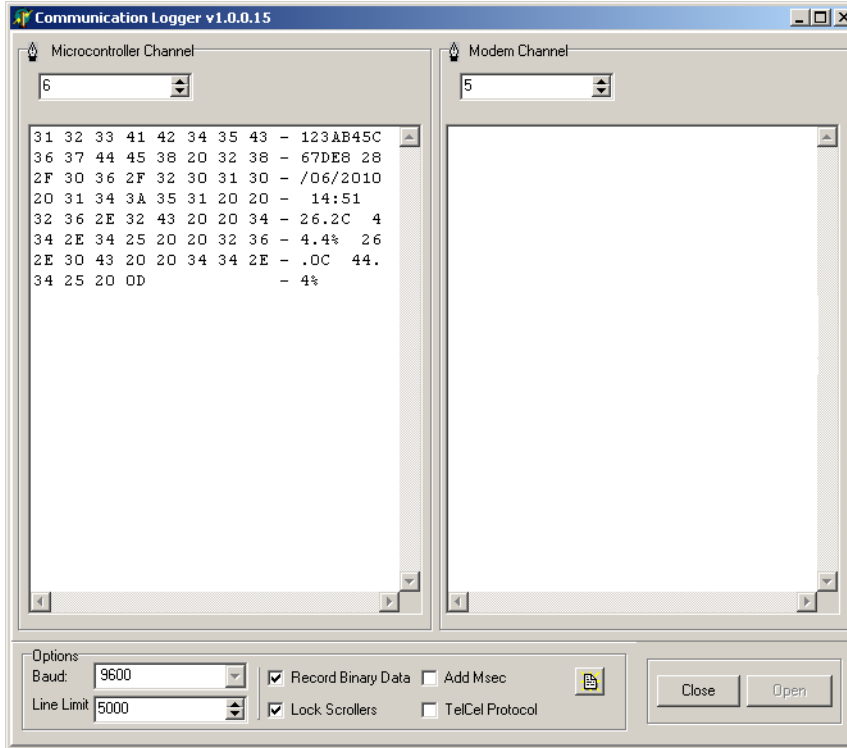 Communication Logger v1.0.0.15
Microcontroller Channel
6
31 32 33 41 42 34 35 43 - 123AB45C
36 37 44 45 38 20 32 38 - 67DE8 28
2F 30 36 2F 32 30 31 30 - /06/2010
20 31 34 3A 35 31 20 20 -  14:51
32 36 2E 32 43 20 20 34 - 26.2C  4
34 2E 34 25 20 20 32 36 - 4.4%  26
2E 30 43 20 20 34 34 2E - .0C  44.
34 25 20 0D - 4%
Modem Channel
5
Options
Baud: 9600
Line Limit 5000
Record Binary Data
Lock Scrollers
Add Msec
TelCel Protocol
Close
Open